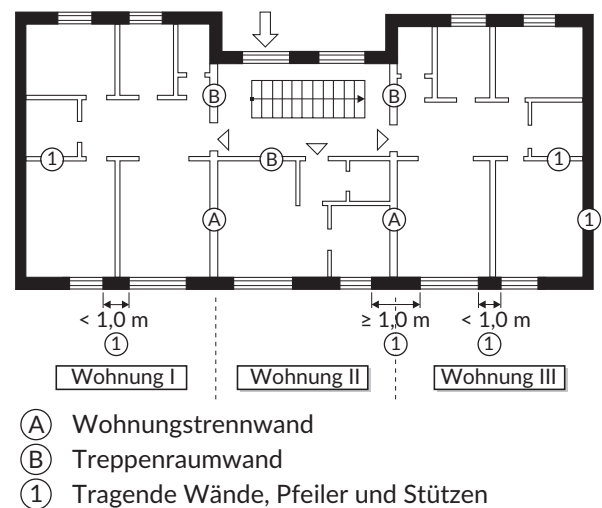 B B
B
1 1
A A 1
< 1,0 m ≥ 1,0 m < 1,0 m
1 1 1
Wohnung I Wohnung II Wohnung III
A Wohnungstrennwand
B Treppenraumwand
1 Tragende Wände, Pfeiler und Stützen